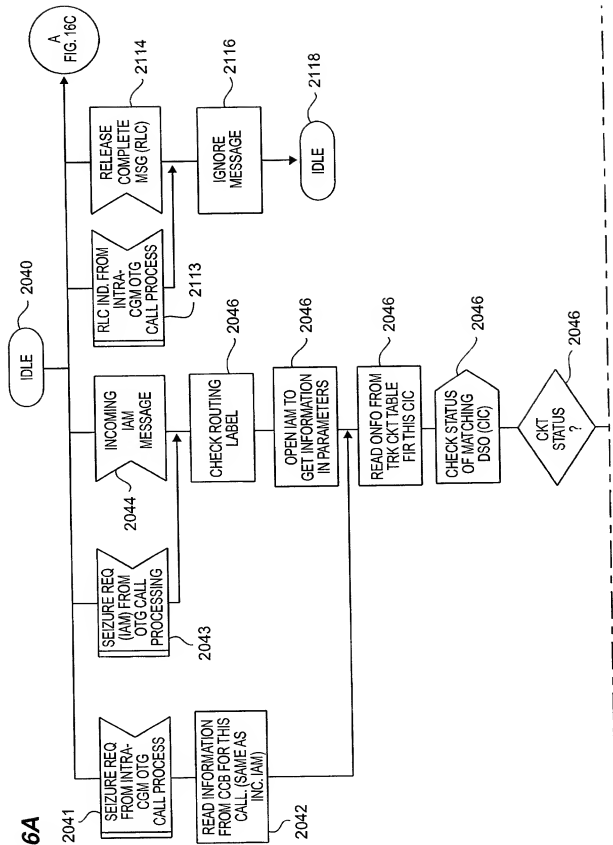 6A
IDLE
2040
A
FIG. 16C
2041
SEIZURE REQ
FROM INTRA-
CGM OTG
CALL PROCESS
READ INFORMATION
FROM CCB FOR THIS
CALL. (SAME AS
INC. IAM)
2042
SEIZURE REQ
(IAM) FROM
OTG CALL
PROCESSING
2043
INCOMING
IAM
MESSAGE
2044
CHECK ROUTING
LABEL
2046
OPEN IAM TO
GET INFORMATION
IN PARAMETERS
2046
READ ONFO FROM
TRK CKT TABLE
FIR THIS CIC
2046
CHECK STATUS
OF MATCHING
DSO (CIC)
2046
CKT
STATUS
?
2046
RLC IND. FROM
INTRA-
CGM OTG
CALL PROCESS
2113
RELEASE
COMPLETE
MSG (RLC)
2114
IGNORE
MESSAGE
2116
IDLE
2118